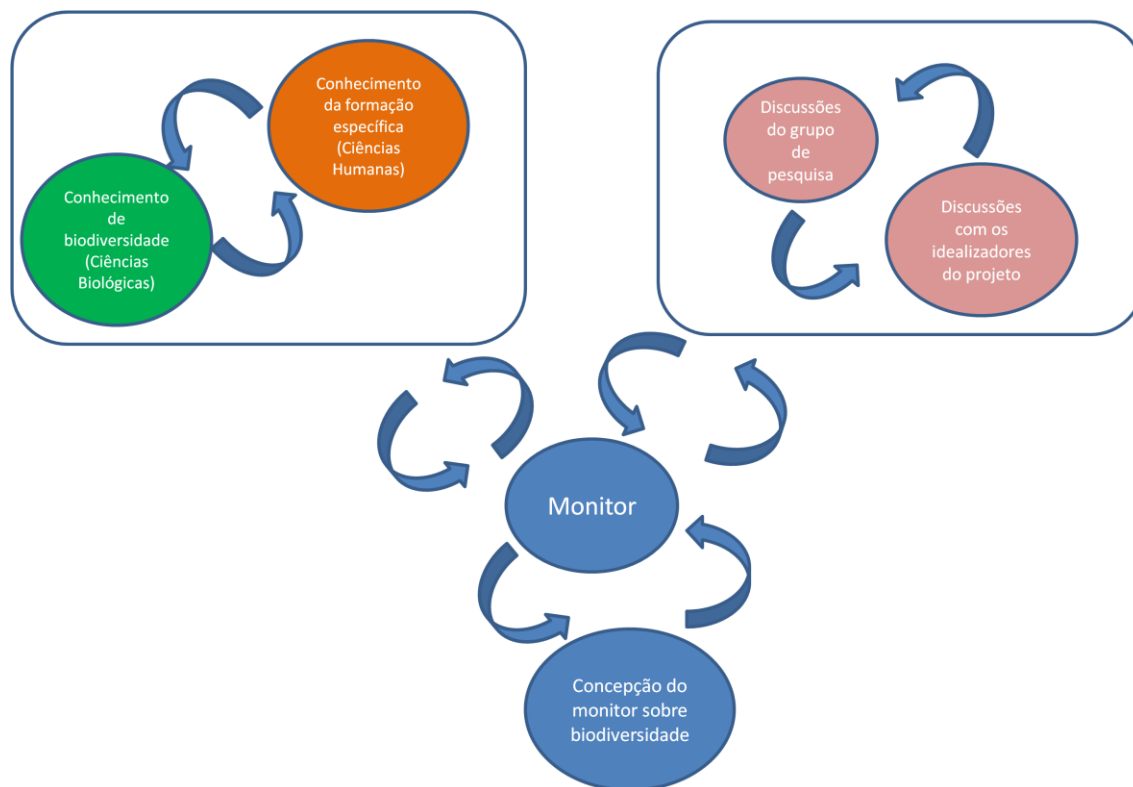 Conhecimento
da formação
específica
(Ciências
Humanas)
Conhecimento
de
biodiversidade
(Ciências
Biológicas)
Discussões
do grupo
de
pesquisa
Discussões
com os
idealizadores
do projeto
Monitor
Concepção do
monitor sobre
biodiversidade